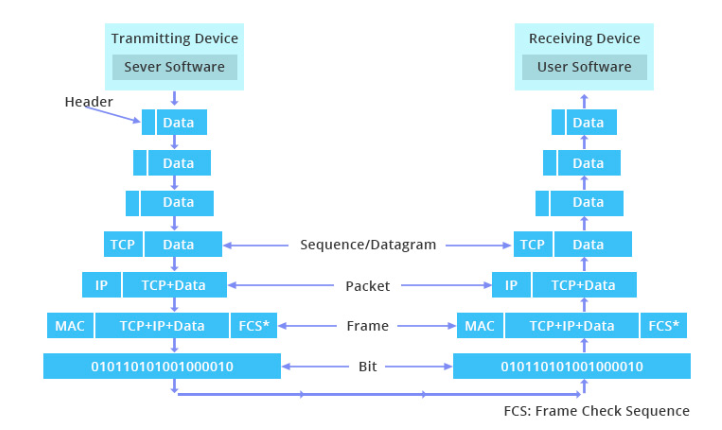 Tranmitting Device
Receiving Device
Sever Software
User Software
Header
Data
Data
Data
Data
Data
Data
TCP Data
Sequence/Datagram
TCP Data
IP TCP+Data
Packet
IP TCP+Data
MAC TCP+IP+Data FCS*
Frame
MAC TCP+IP+Data FCS*
010110101001000010
Bit
010110101001000010
FCS: Frame Check Sequence